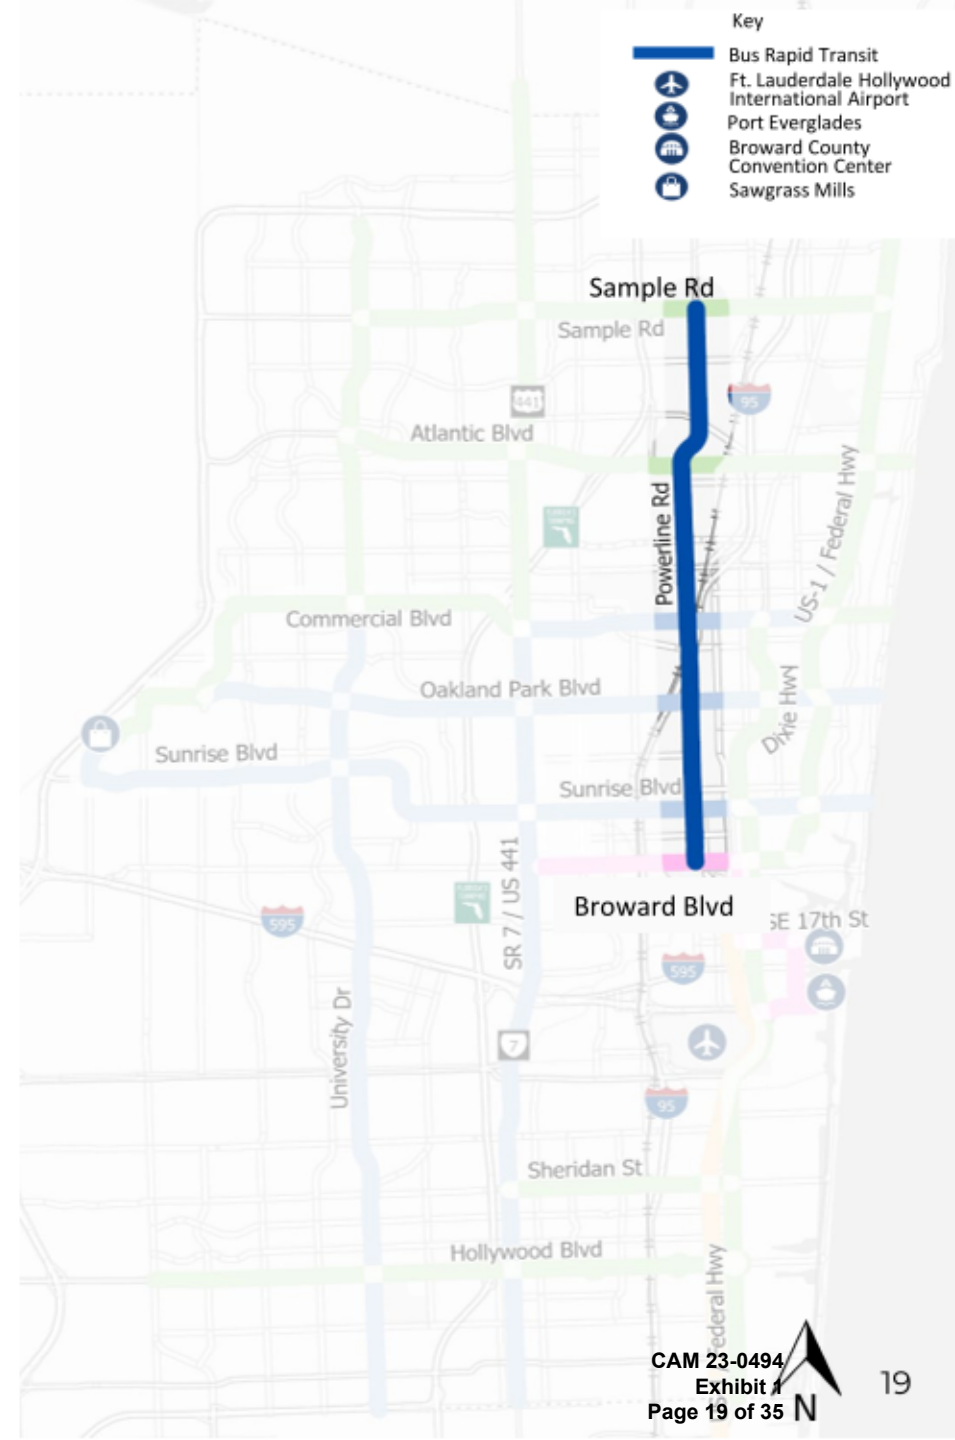 Key
Bus Rapid Transit
Ft. Lauderdale Hollywood
International Airport
Port Everglades
Broward County
Convention Center
Sawgrass Mills
Sample Rd
Sample Rd
441
95
Atlantic Blvd
Powerline Rd
US-1 / Federal Hwy
Commercial Blvd
Oakland Park Blvd
Dixie Hwy
Sunrise Blvd
Sunrise Blvd
SR 7 / US 441
Broward Blvd
SE 17th St
595
595
University Dr
7
95
Sheridan St
Hollywood Blvd
Federal Hwy
CAM 23-0494
Exhibit 1
Page 19 of 35
N
19